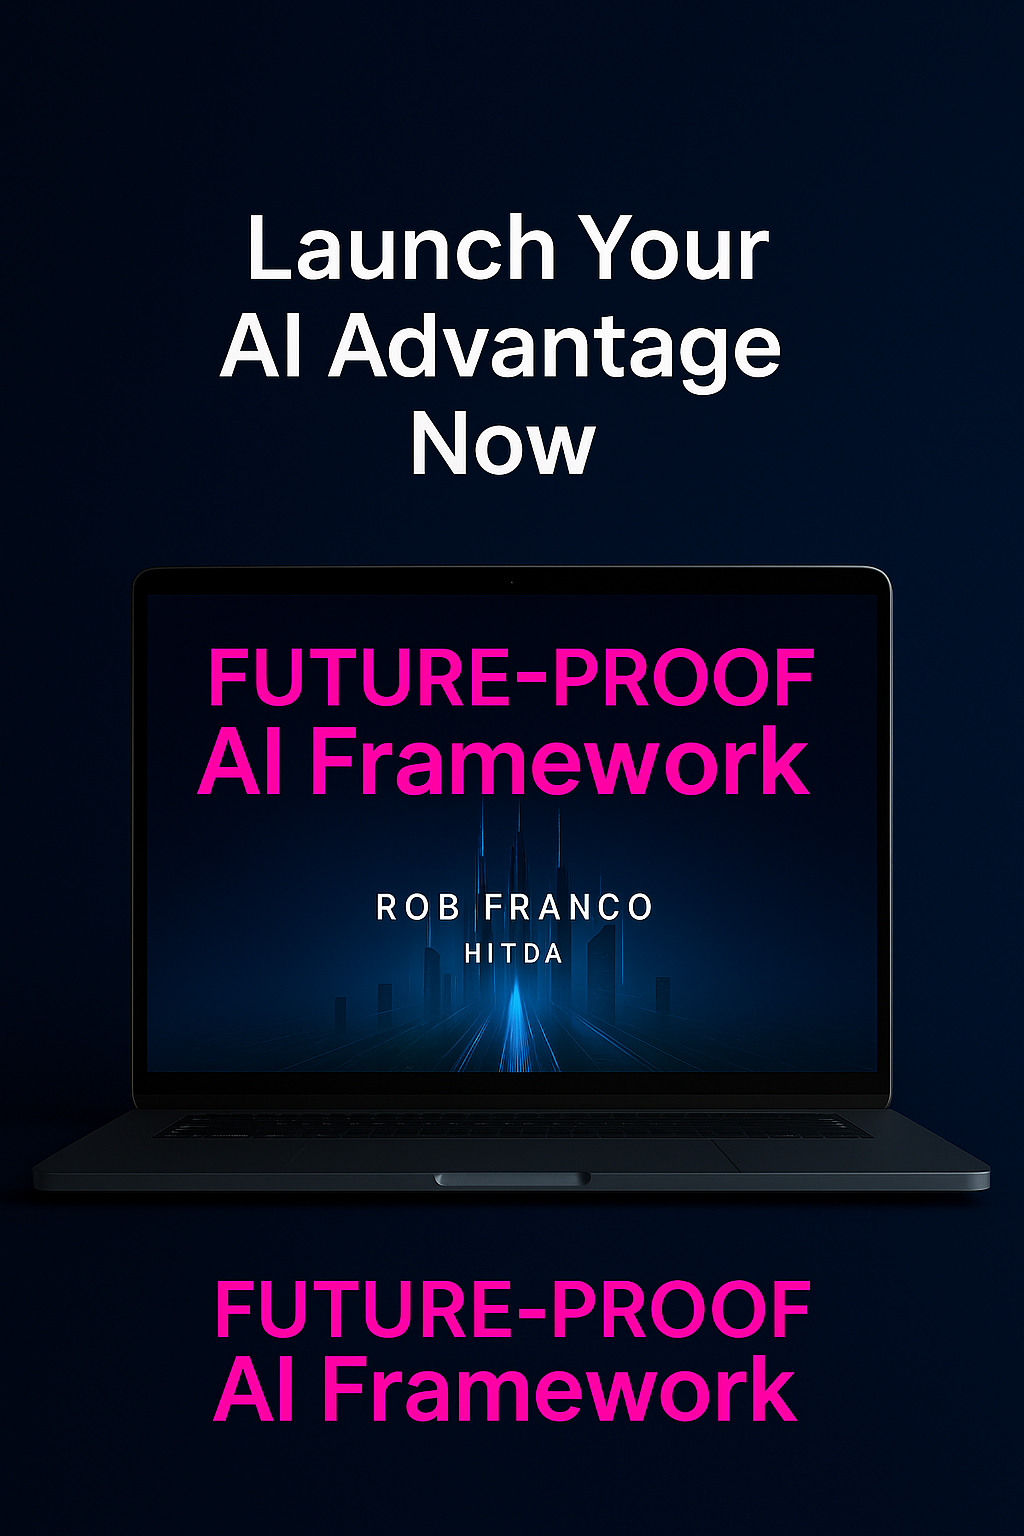 Launch Your
AI Advantage
Now
FUTURE-PROOF
AI Framework
ROB FRANCO
HITDA
FUTURE-PROOF
AI Framework